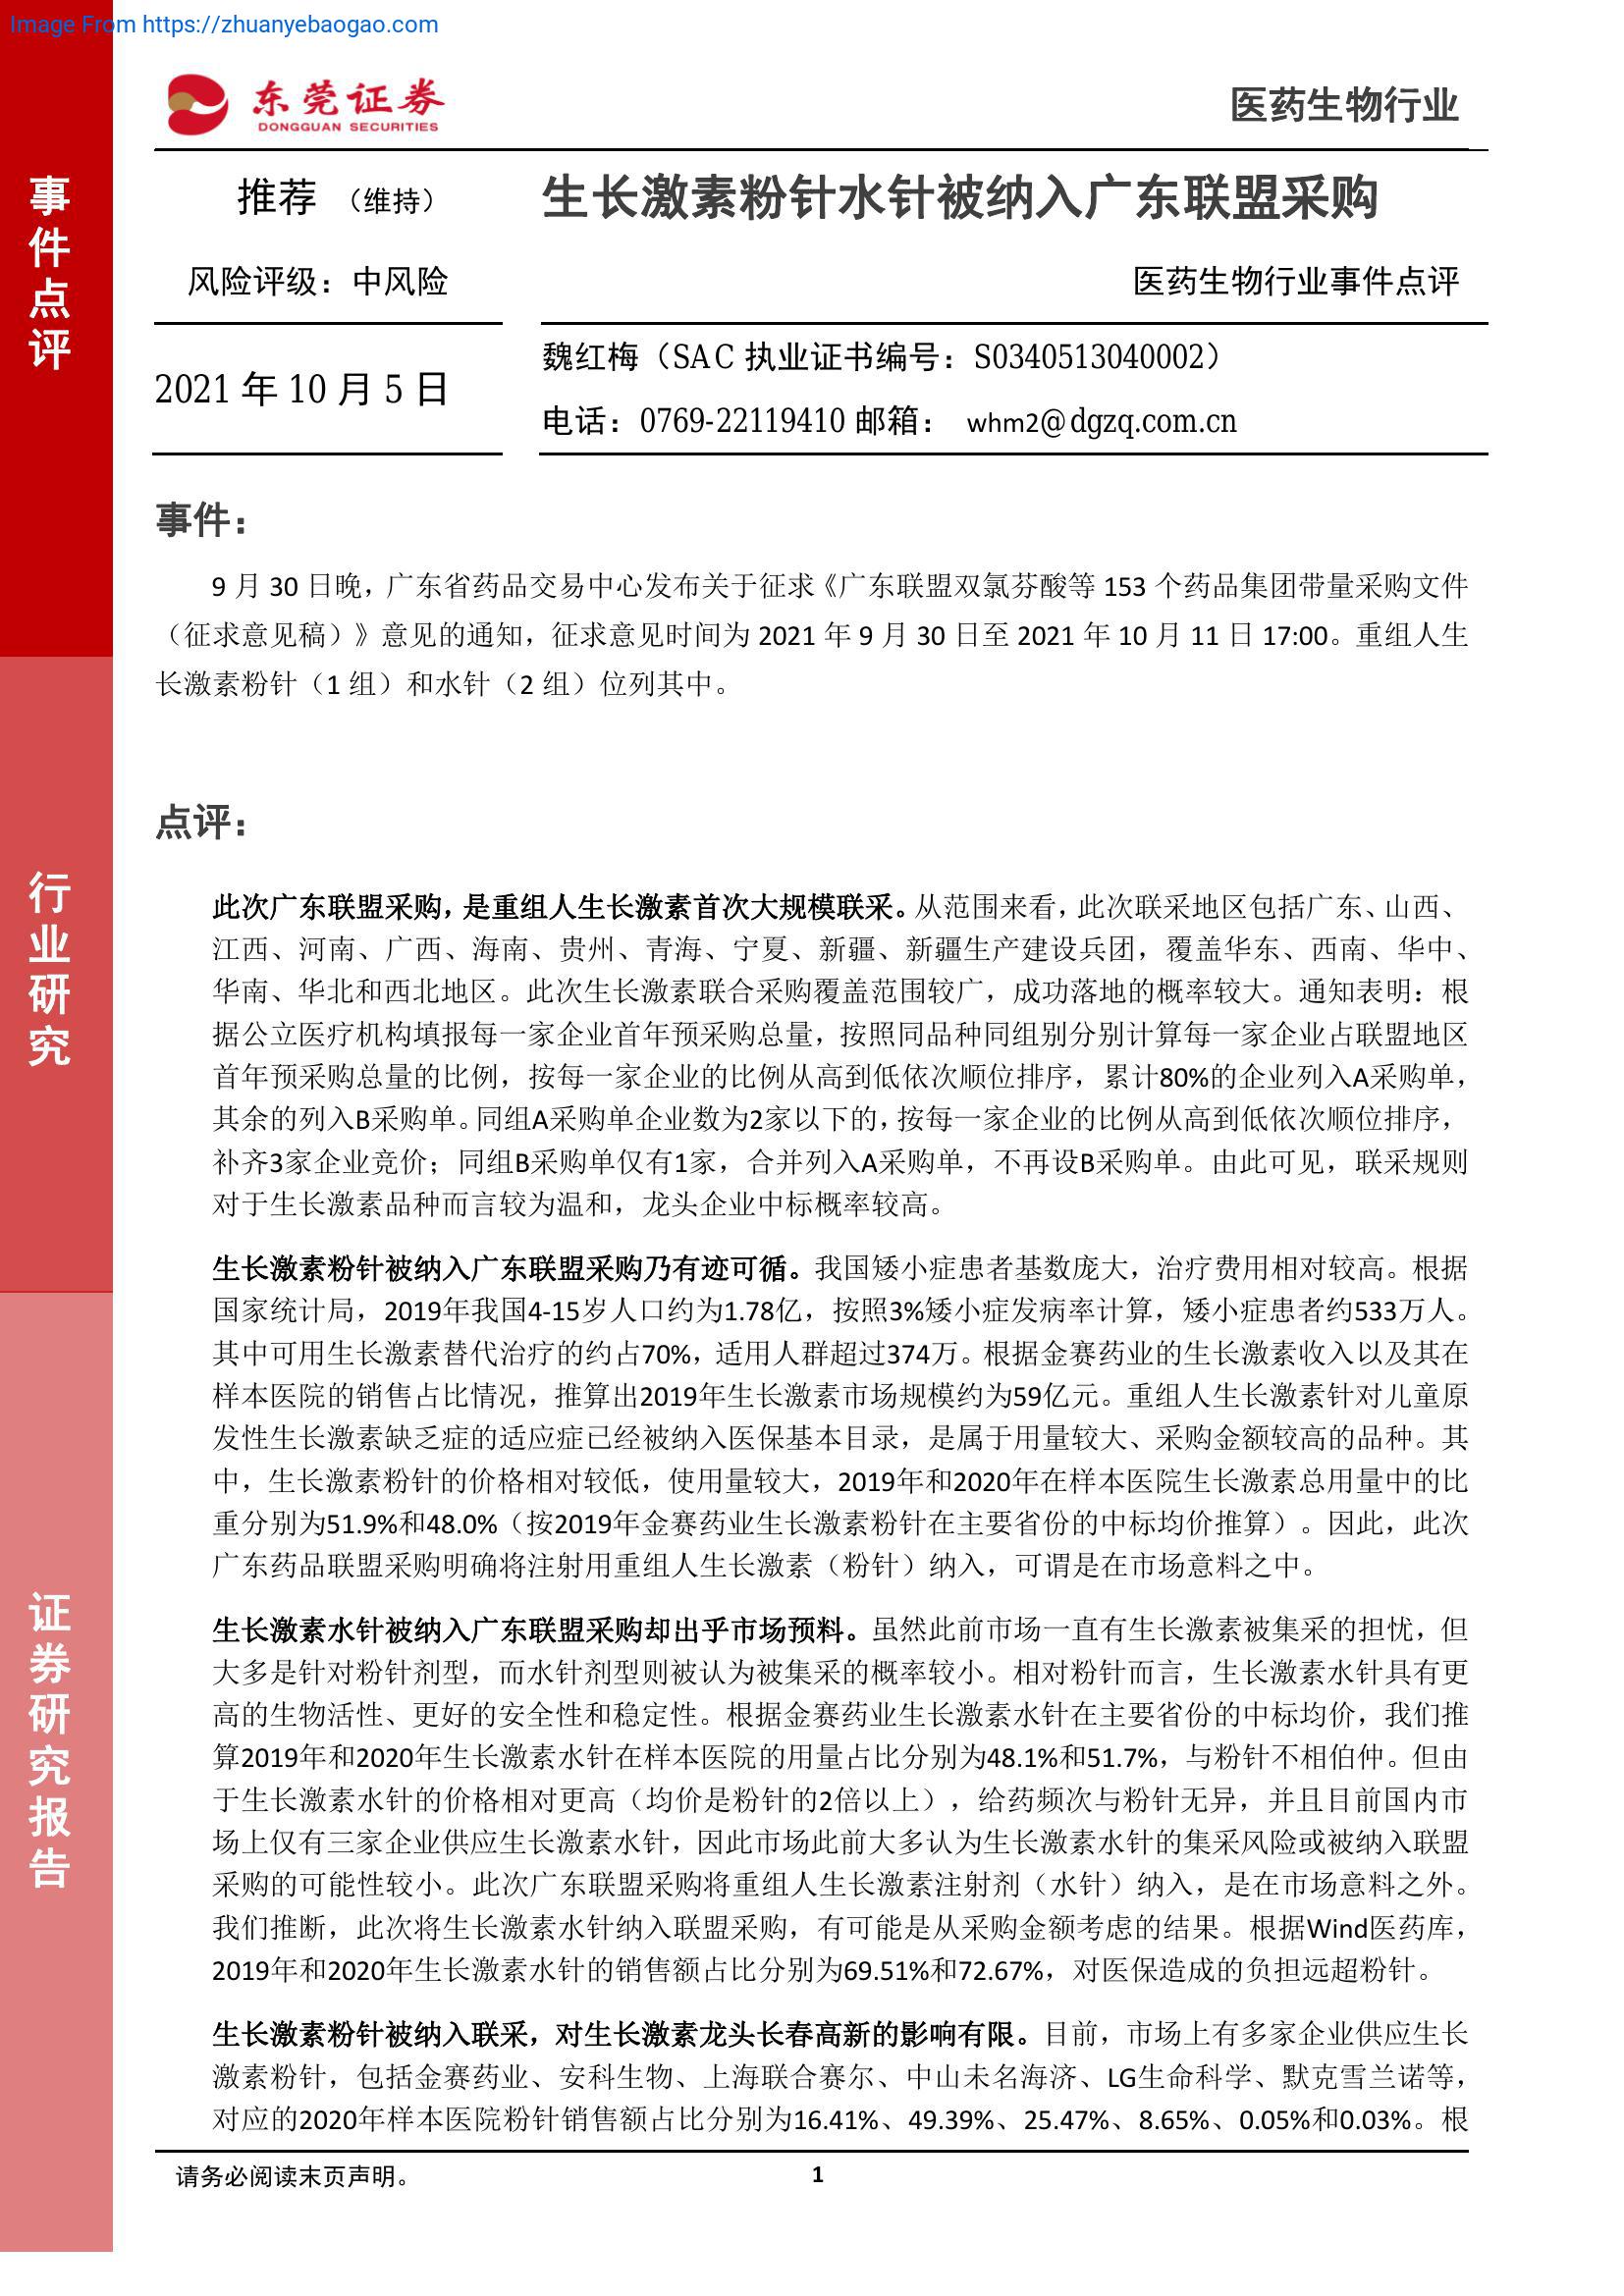 Image From https://zhuanyebaogao.com
东莞证券
DONGGUAN SECURITIES
医药生物行业
事件点评
行业研究
证券研究报告
推荐 （维持）
生长激素粉针水针被纳入广东联盟采购
风险评级：中风险
医药生物行业事件点评
2021 年 10 月 5 日
魏红梅（SAC 执业证书编号：S0340513040002）
电话：0769-22119410 邮箱： whm2@dgzq.com.cn
事件：
9 月 30 日晚，广东省药品交易中心发布关于征求《广东联盟双氯芬酸等 153 个药品集团带量采购文件
（征求意见稿）》意见的通知，征求意见时间为 2021 年 9 月 30 日至 2021 年 10 月 11 日 17:00。重组人生
长激素粉针（1 组）和水针（2 组）位列其中。
点评：
此次广东联盟采购，是重组人生长激素首次大规模联采。从范围来看，此次联采地区包括广东、山西、
江西、河南、广西、海南、贵州、青海、宁夏、新疆、新疆生产建设兵团，覆盖华东、西南、华中、
华南、华北和西北地区。此次生长激素联合采购覆盖范围较广，成功落地的概率较大。通知表明：根
据公立医疗机构填报每一家企业首年预采购总量，按照同品种同组别分别计算每一家企业占联盟地区
首年预采购总量的比例，按每一家企业的比例从高到低依次顺位排序，累计80%的企业列入A采购单，
其余的列入B采购单。同组A采购单企业数为2家以下的，按每一家企业的比例从高到低依次顺位排序，
补齐3家企业竞价；同组B采购单仅有1家，合并列入A采购单，不再设B采购单。由此可见，联采规则
对于生长激素品种而言较为温和，龙头企业中标概率较高。
生长激素粉针被纳入广东联盟采购乃有迹可循。我国矮小症患者基数庞大，治疗费用相对较高。根据
国家统计局，2019年我国4-15岁人口约为1.78亿，按照3%矮小症发病率计算，矮小症患者约533万人。
其中可用生长激素替代治疗的约占70%，适用人群超过374万。根据金赛药业的生长激素收入以及其在
样本医院的销售占比情况，推算出2019年生长激素市场规模约为59亿元。重组人生长激素针对儿童原
发性生长激素缺乏症的适应症已经被纳入医保基本目录，是属于用量较大、采购金额较高的品种。其
中，生长激素粉针的价格相对较低，使用量较大，2019年和2020年在样本医院生长激素总用量中的比
重分别为51.9%和48.0%（按2019年金赛药业生长激素粉针在主要省份的中标均价推算）。因此，此次
广东药品联盟采购明确将注射用重组人生长激素（粉针）纳入，可谓是在市场意料之中。
生长激素水针被纳入广东联盟采购却出乎市场预料。虽然此前市场一直有生长激素被集采的担忧，但
大多是针对粉针剂型，而水针剂型则被认为被集采的概率较小。相对粉针而言，生长激素水针具有更
高的生物活性、更好的安全性和稳定性。根据金赛药业生长激素水针在主要省份的中标均价，我们推
算2019年和2020年生长激素水针在样本医院的用量占比分别为48.1%和51.7%，与粉针不相伯仲。但由
于生长激素水针的价格相对更高（均价是粉针的2倍以上），给药频次与粉针无异，并且目前国内市
场上仅有三家企业供应生长激素水针，因此市场此前大多认为生长激素水针的集采风险或被纳入联盟
采购的可能性较小。此次广东联盟采购将重组人生长激素注射剂（水针）纳入，是在市场意料之外。
我们推断，此次将生长激素水针纳入联盟采购，有可能是从采购金额考虑的结果。根据Wind医药库，
2019年和2020年生长激素水针的销售额占比分别为69.51%和72.67%，对医保造成的负担远超粉针。
生长激素粉针被纳入联采，对生长激素龙头长春高新的影响有限。目前，市场上有多家企业供应生长
激素粉针，包括金赛药业、安科生物、上海联合赛尔、中山未名海济、LG生命科学、默克雪兰诺等，
对应的2020年样本医院粉针销售额占比分别为16.41%、49.39%、25.47%、8.65%、0.05%和0.03%。根
请务必阅读末页声明。
1